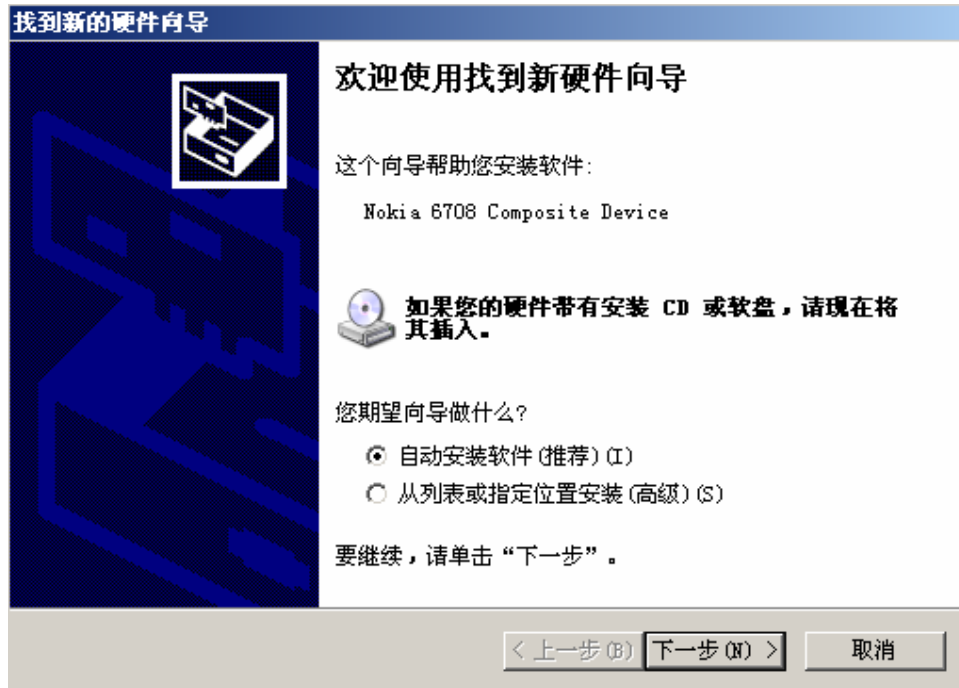 找到新的硬件向导
欢迎使用找到新硬件向导
这个向导帮助您安装软件:
Nokia 6708 Composite Device
如果您的硬件带有安装 CD 或软盘，请现在将
其插入。
您期望向导做什么?
自动安装软件(推荐)(I)
从列表或指定位置安装(高级)(S)
要继续，请单击“下一步”。
< 上一步(B)
下一步(N) >
取消